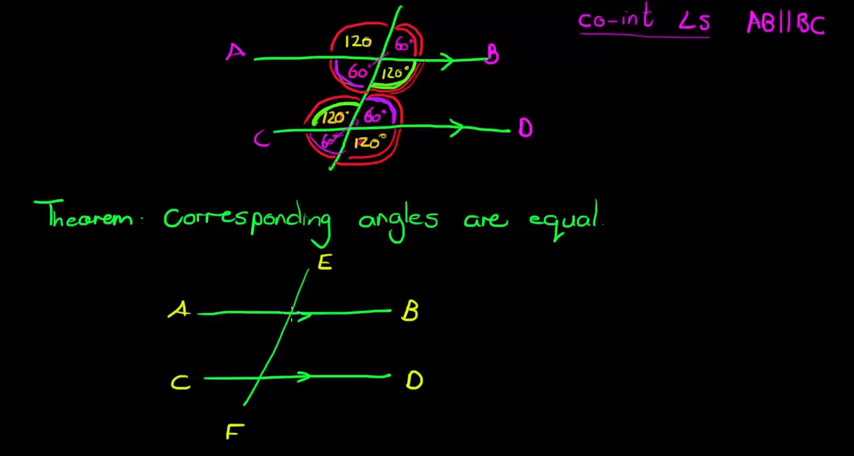 co-int ∠s AB||BC
120 60°
A B
60 120°
120° 60°
C 60° 120° D
Theorem: Corresponding angles are equal.
E
A B
C D
F